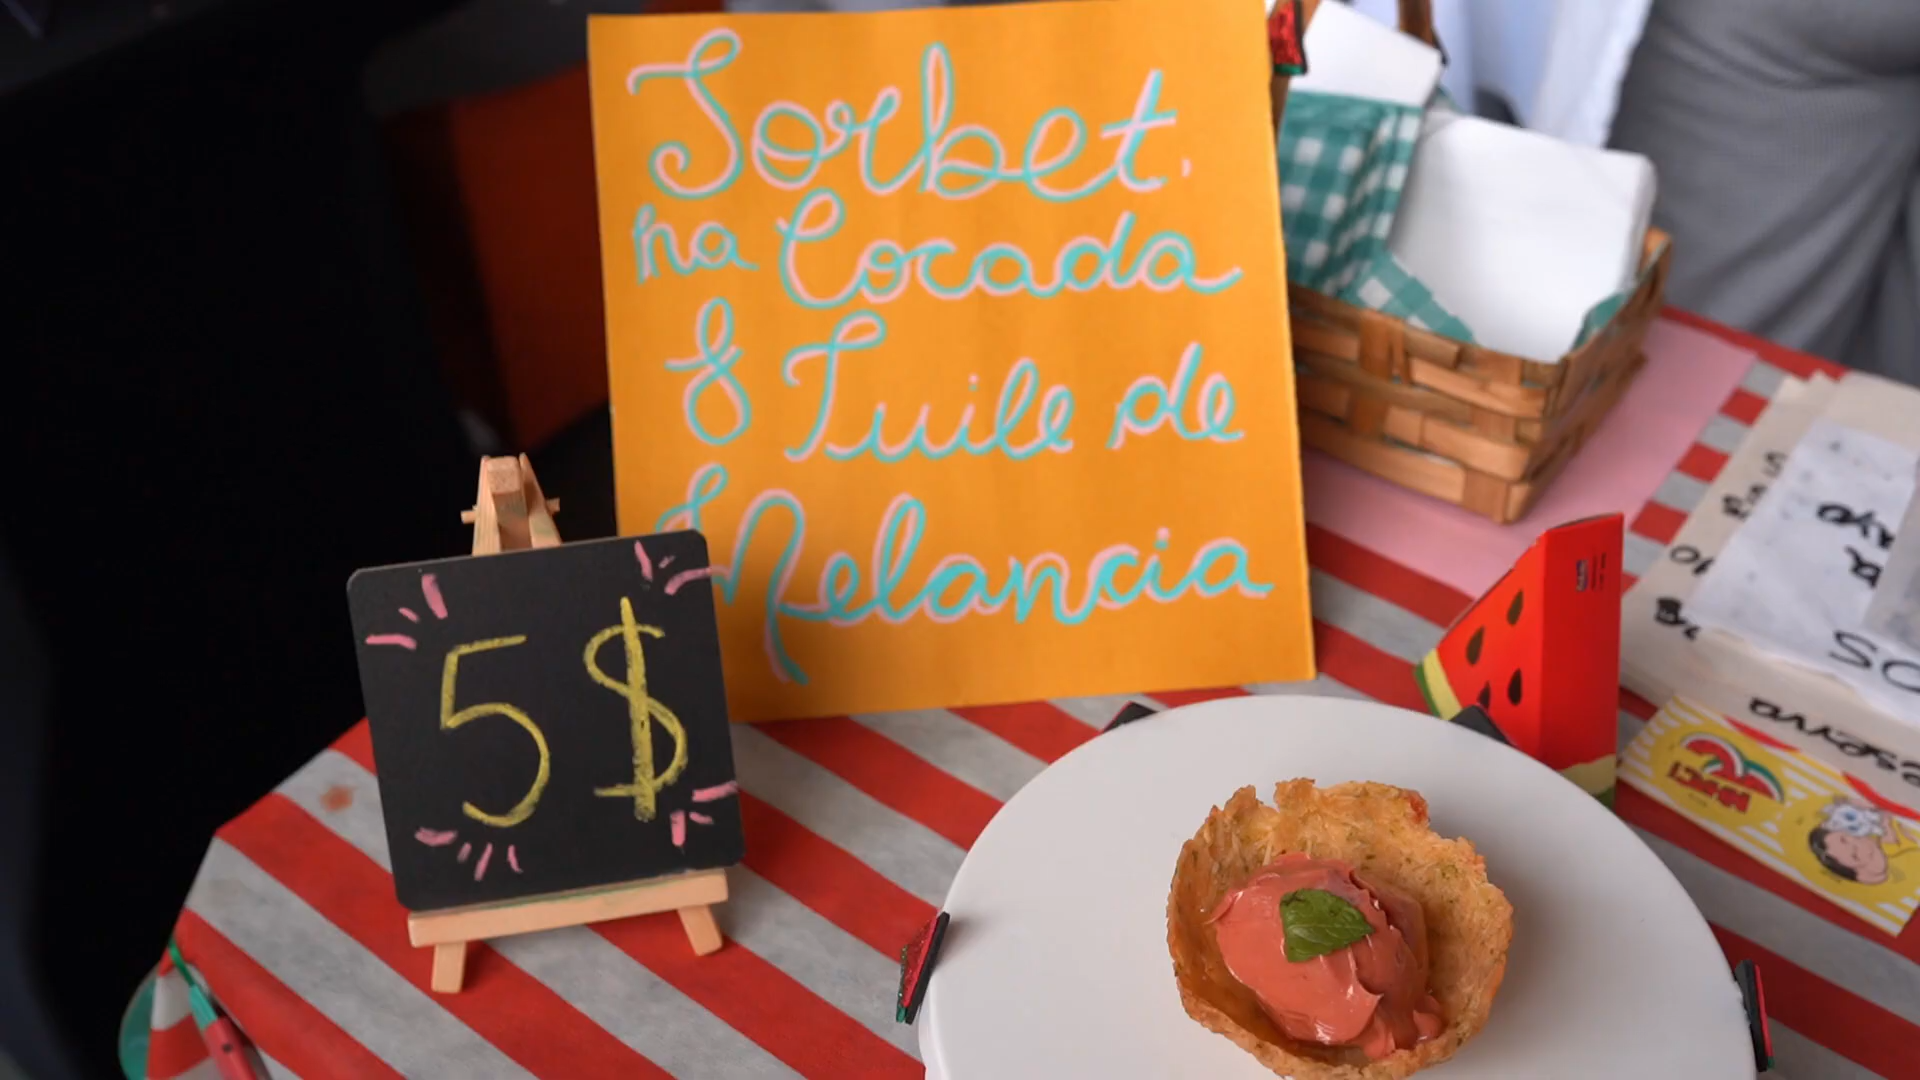 Sorbet.
na Cocada
& Tuile de
Melancia
5 $